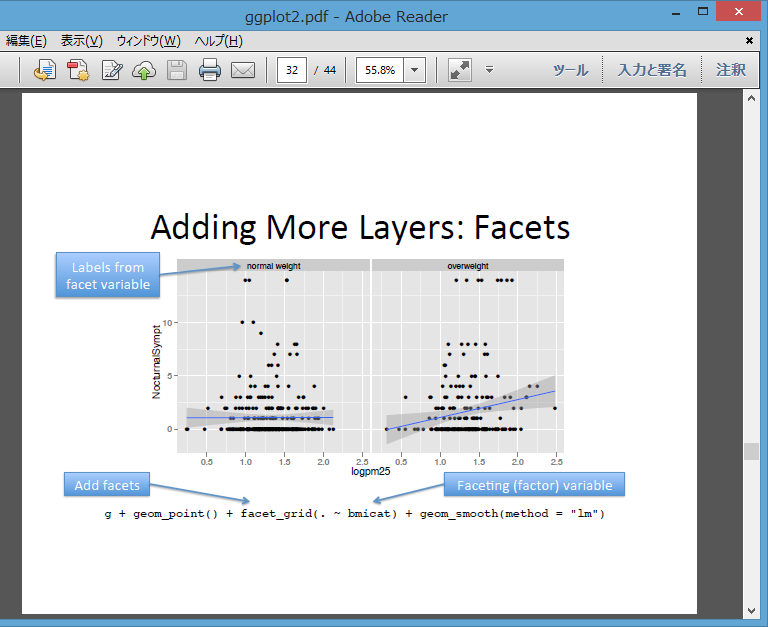 ggplot2.pdf - Adobe Reader
編集(E) 表示(V) ウィンドウ(W) ヘルプ(H)
32 / 44 55.8% ツール 入力と署名 注釈
Adding More Layers: Facets
Labels from
facet variable
normal weight overweight
NocturnalSympt
10
5
0
0.5 1.0 1.5 2.0 2.5 0.5 1.0 1.5 2.0 2.5
logpm25
Add facets
Faceting (factor) variable
g + geom_point() + facet_grid(. ~ bmicat) + geom_smooth(method = "lm")